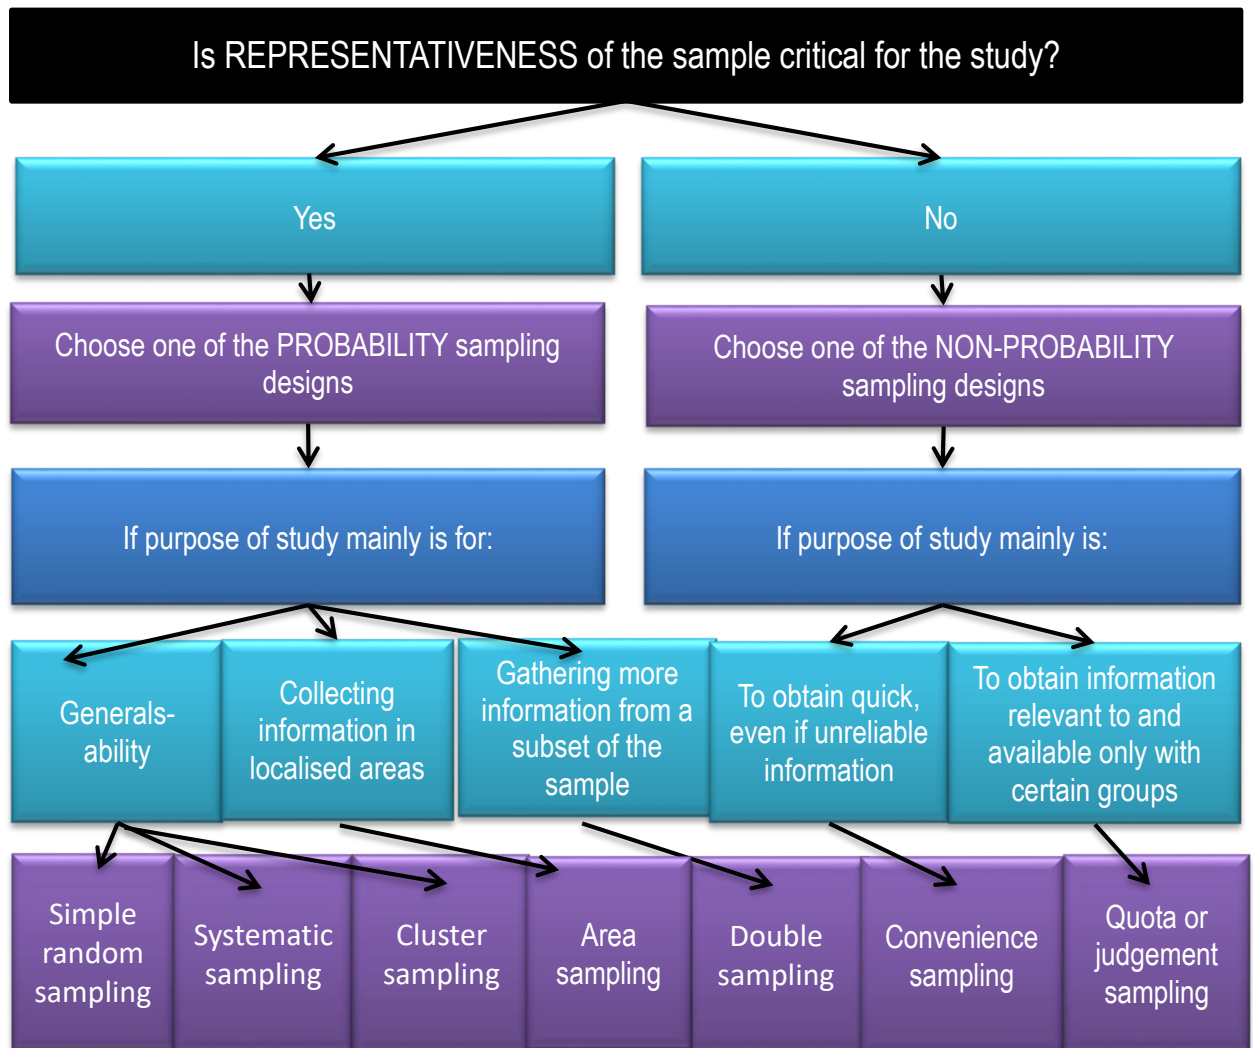 Is REPRESENTATIVENESS of the sample critical for the study?
Yes
No
Choose one of the PROBABILITY sampling
designs
Choose one of the NON-PROBABILITY
sampling designs
If purpose of study mainly is for:
If purpose of study mainly is:
Generals-
ability
Collecting
information in
localised areas
Gathering more
information from a
subset of the
sample
To obtain quick,
even if unreliable
information
To obtain information
relevant to and
available only with
certain groups
Simple
random
sampling
Systematic
sampling
Cluster
sampling
Area
sampling
Double
sampling
Convenience
sampling
Quota or
judgement
sampling